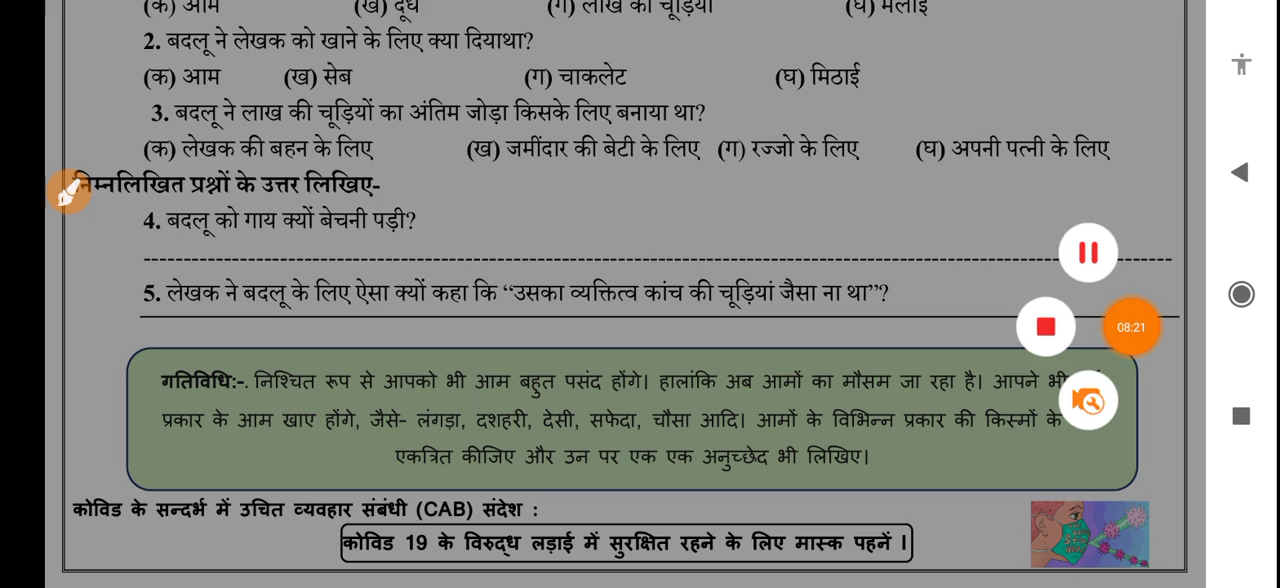 (क) आम (ख) दूध (ग) लाख की चूड़ियाँ (घ) मलाई
2. बदलू ने लेखक को खाने के लिए क्या दियाथा?
(क) आम (ख) सेब (ग) चाकलेट (घ) मिठाई
3. बदलू ने लाख की चूड़ियों का अंतिम जोड़ा किसके लिए बनाया था?
(क) लेखक की बहन के लिए (ख) जमींदार की बेटी के लिए (ग) रज्जो के लिए (घ) अपनी पत्नी के लिए
निम्नलिखित प्रश्नों के उत्तर लिखिए-
4. बदलू को गाय क्यों बेचनी पड़ी?
5. लेखक ने बदलू के लिए ऐसा क्यों कहा कि “उसका व्यक्तित्व कांच की चूड़ियां जैसा ना था”?
08:21
गतिविधि:-. निश्चित रूप से आपको भी आम बहुत पसंद होंगे। हालांकि अब आमों का मौसम जा रहा है। आपने भी
प्रकार के आम खाए होंगे, जैसे- लंगड़ा, दशहरी, देसी, सफेदा, चौसा आदि। आमों के विभिन्न प्रकार की किस्मों के
एकत्रित कीजिए और उन पर एक एक अनुच्छेद भी लिखिए।
कोविड के सन्दर्भ में उचित व्यवहार संबंधी (CAB) संदेश :
कोविड 19 के विरुद्ध लड़ाई में सुरक्षित रहने के लिए मास्क पहनें ।